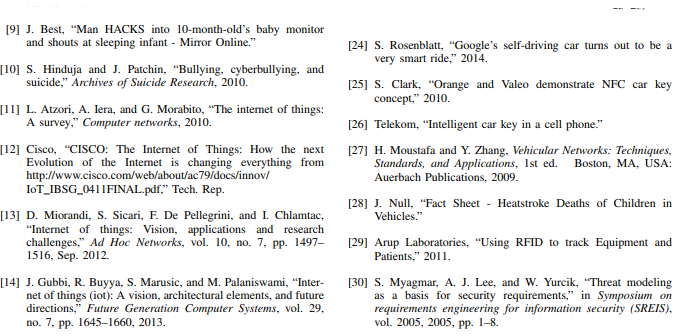 [9] J. Best, “Man HACKS into 10-month-old’s baby monitor
and shouts at sleeping infant - Mirror Online.”
[10] S. Hinduja and J. Patchin, “Bullying, cyberbullying, and
suicide,” Archives of Suicide Research, 2010.
[11] L. Atzori, A. Iera, and G. Morabito, “The internet of things:
A survey,” Computer networks, 2010.
[12] Cisco, “CISCO: The Internet of Things: How the next
Evolution of the Internet is changing everything from
http://www.cisco.com/web/about/ac79/docs/innov/
IoT_IBSG_0411FINAL.pdf,” Tech. Rep.
[13] D. Miorandi, S. Sicari, F. De Pellegrini, and I. Chlamtac,
“Internet of things: Vision, applications and research
challenges,” Ad Hoc Networks, vol. 10, no. 7, pp. 1497–
1516, Sep. 2012.
[14] J. Gubbi, R. Buyya, S. Marusic, and M. Palaniswami, “Inter-
net of things (iot): A vision, architectural elements, and future
directions,” Future Generation Computer Systems, vol. 29,
no. 7, pp. 1645–1660, 2013.
[24] S. Rosenblatt, “Google’s self-driving car turns out to be a
very smart ride,” 2014.
[25] S. Clark, “Orange and Valeo demonstrate NFC car key
concept,” 2010.
[26] Telekom, “Intelligent car key in a cell phone.”
[27] H. Moustafa and Y. Zhang, Vehicular Networks: Techniques,
Standards, and Applications, 1st ed. Boston, MA, USA:
Auerbach Publications, 2009.
[28] J. Null, “Fact Sheet - Heatstroke Deaths of Children in
Vehicles.”
[29] Arup Laboratories, “Using RFID to track Equipment and
Patients,” 2011.
[30] S. Myagmar, A. J. Lee, and W. Yurcik, “Threat modeling
as a basis for security requirements,” in Symposium on
requirements engineering for information security (SREIS),
vol. 2005, 2005, pp. 1–8.